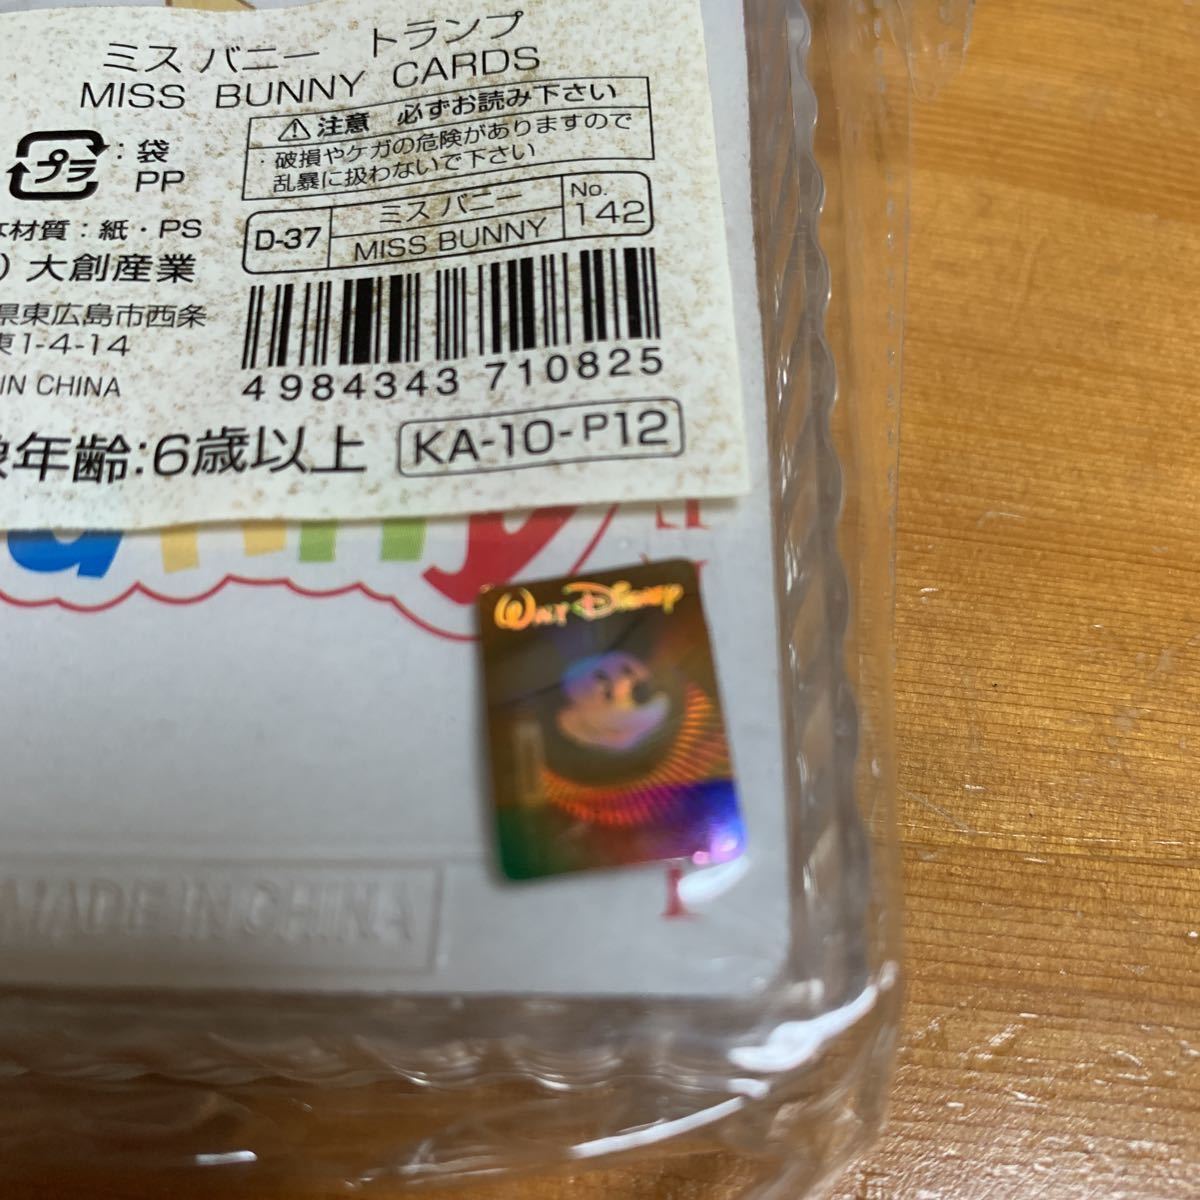 ミス バニー トランプ
MISS BUNNY CARDS
プラ : 袋
PP
材質 : 紙・PS
) 大創産業
県東広島市西条
東1-4-14
IN CHINA
⚠注意 必ずお読み下さい
・破損やケガの危険がありますので
乱暴に扱わないで下さい
D-37 ミス バニー No.
MISS BUNNY 142
4 984343 710825
年齢:6歳以上 KA-10-P12
WALT DISNEY
MADE IN CHINA